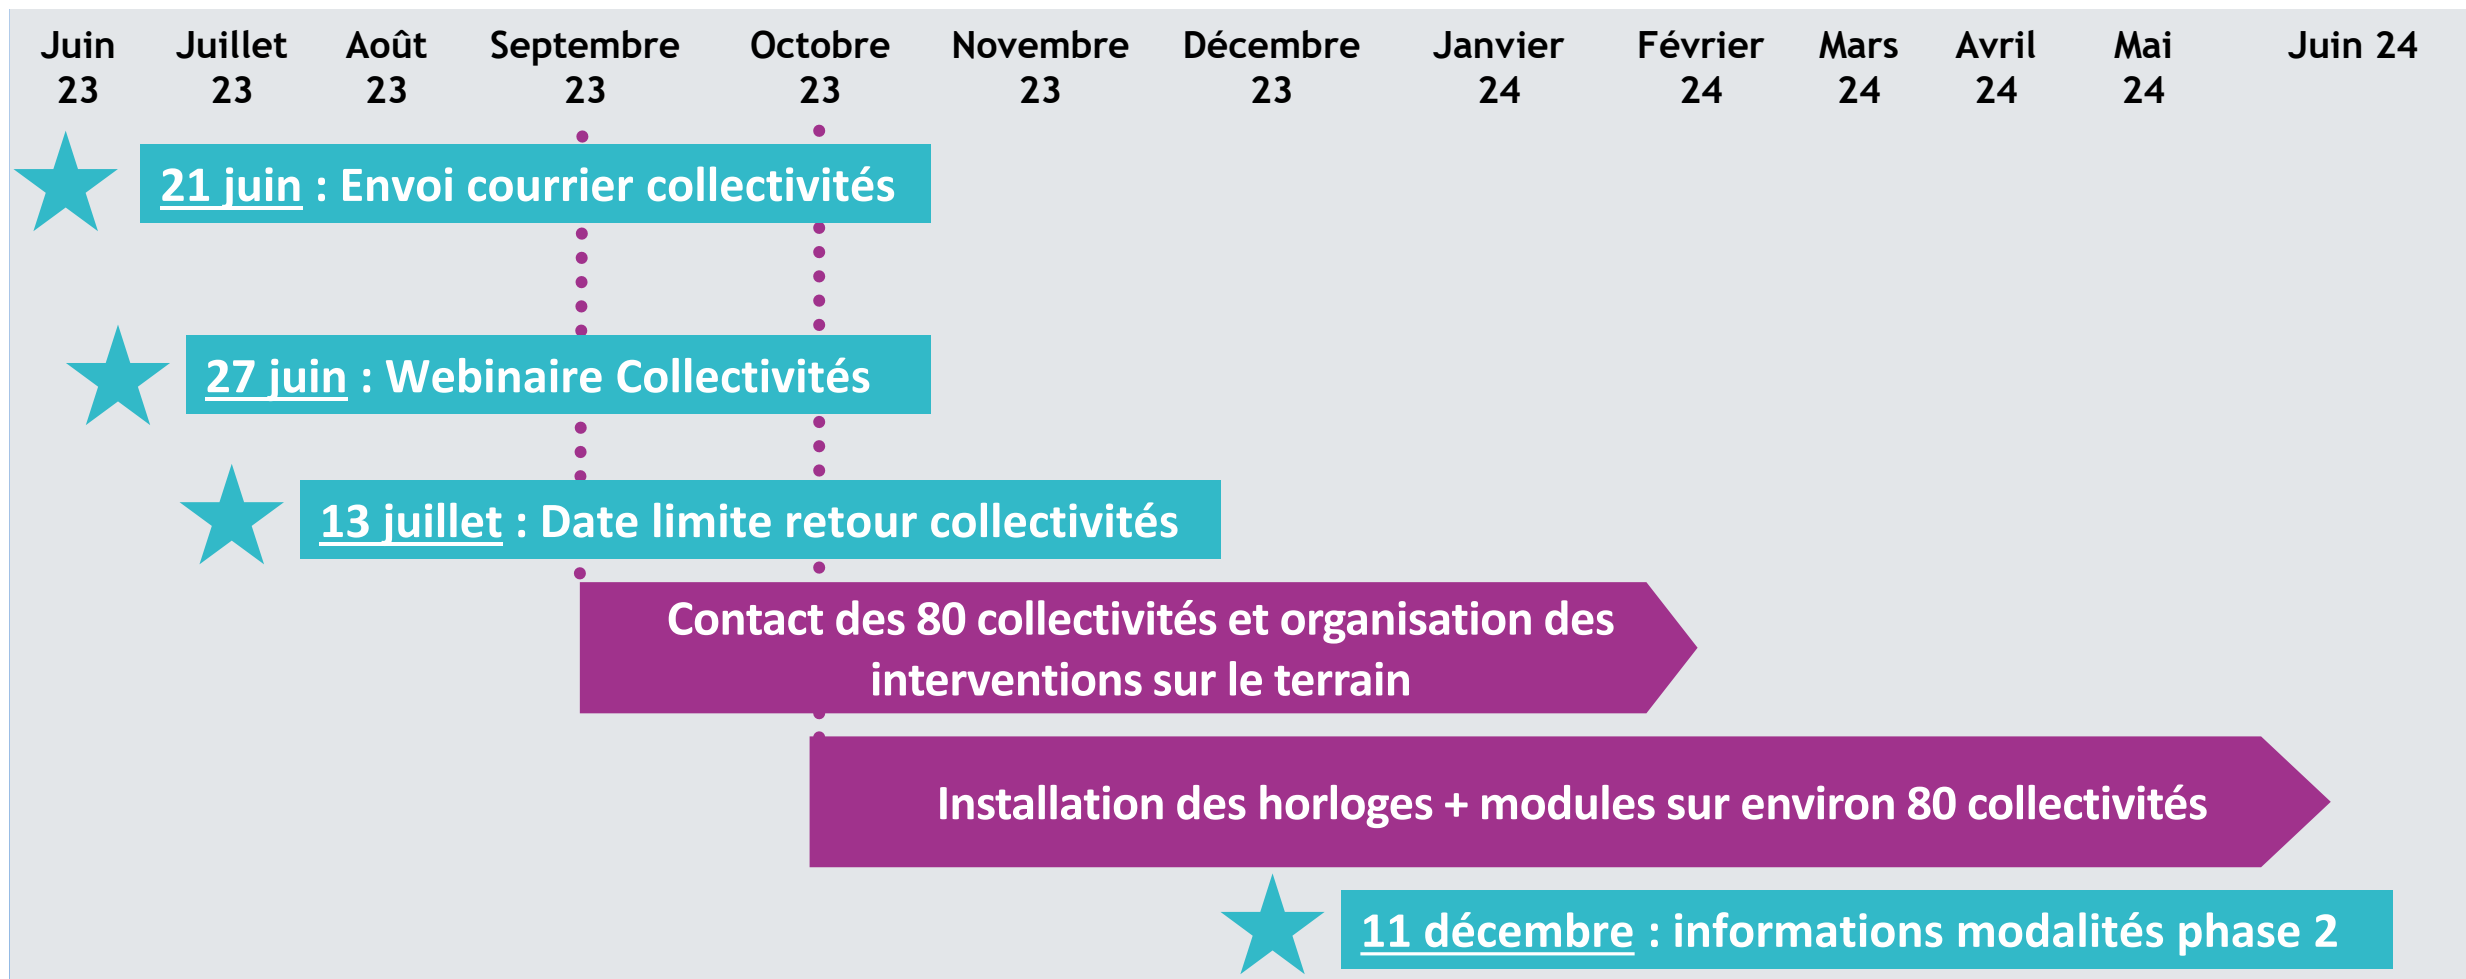 Juin Juillet Août Septembre Octobre Novembre Décembre Janvier Février Mars Avril Mai Juin 24
23 23 23 23 23 23 23 24 24 24 24 24
21 juin : Envoi courrier collectivités
27 juin : Webinaire Collectivités
13 juillet : Date limite retour collectivités
Contact des 80 collectivités et organisation des
interventions sur le terrain
Installation des horloges + modules sur environ 80 collectivités
11 décembre : informations modalités phase 2